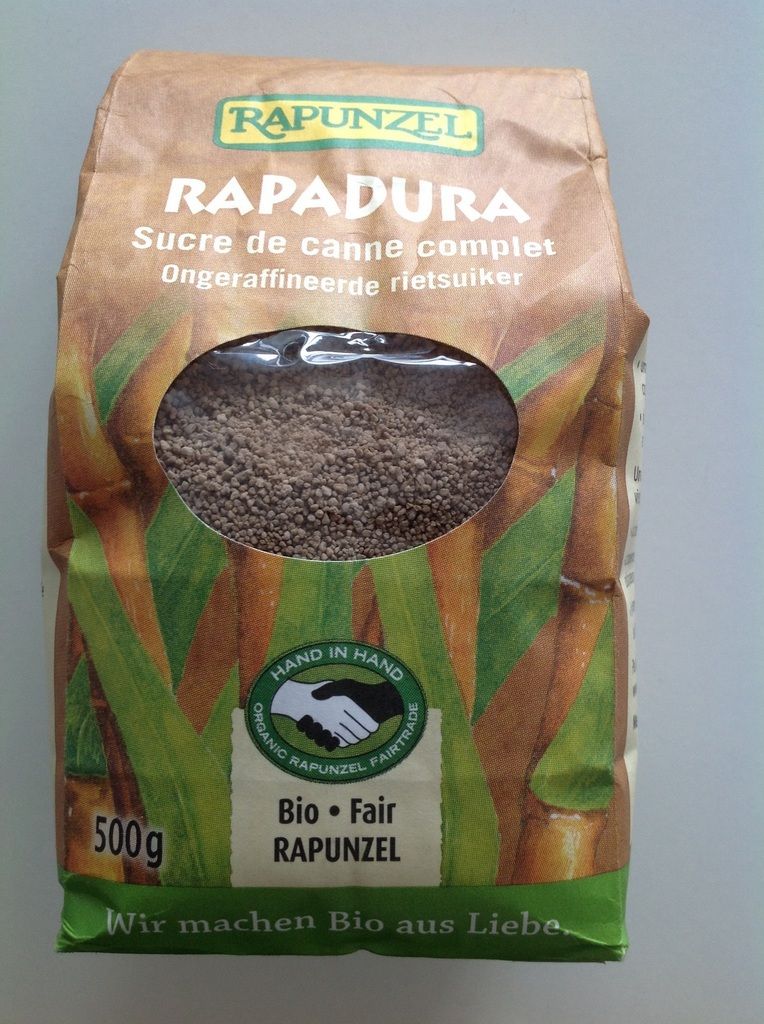 RAPUNZEL
RAPADURA
Sucre de canne complet
Ongeraffineerde rietsuiker
HAND IN HAND
ORGANIC RAPUNZEL FAIRTRADE
Bio • Fair
RAPUNZEL
500g
Wir machen Bio aus Liebe.